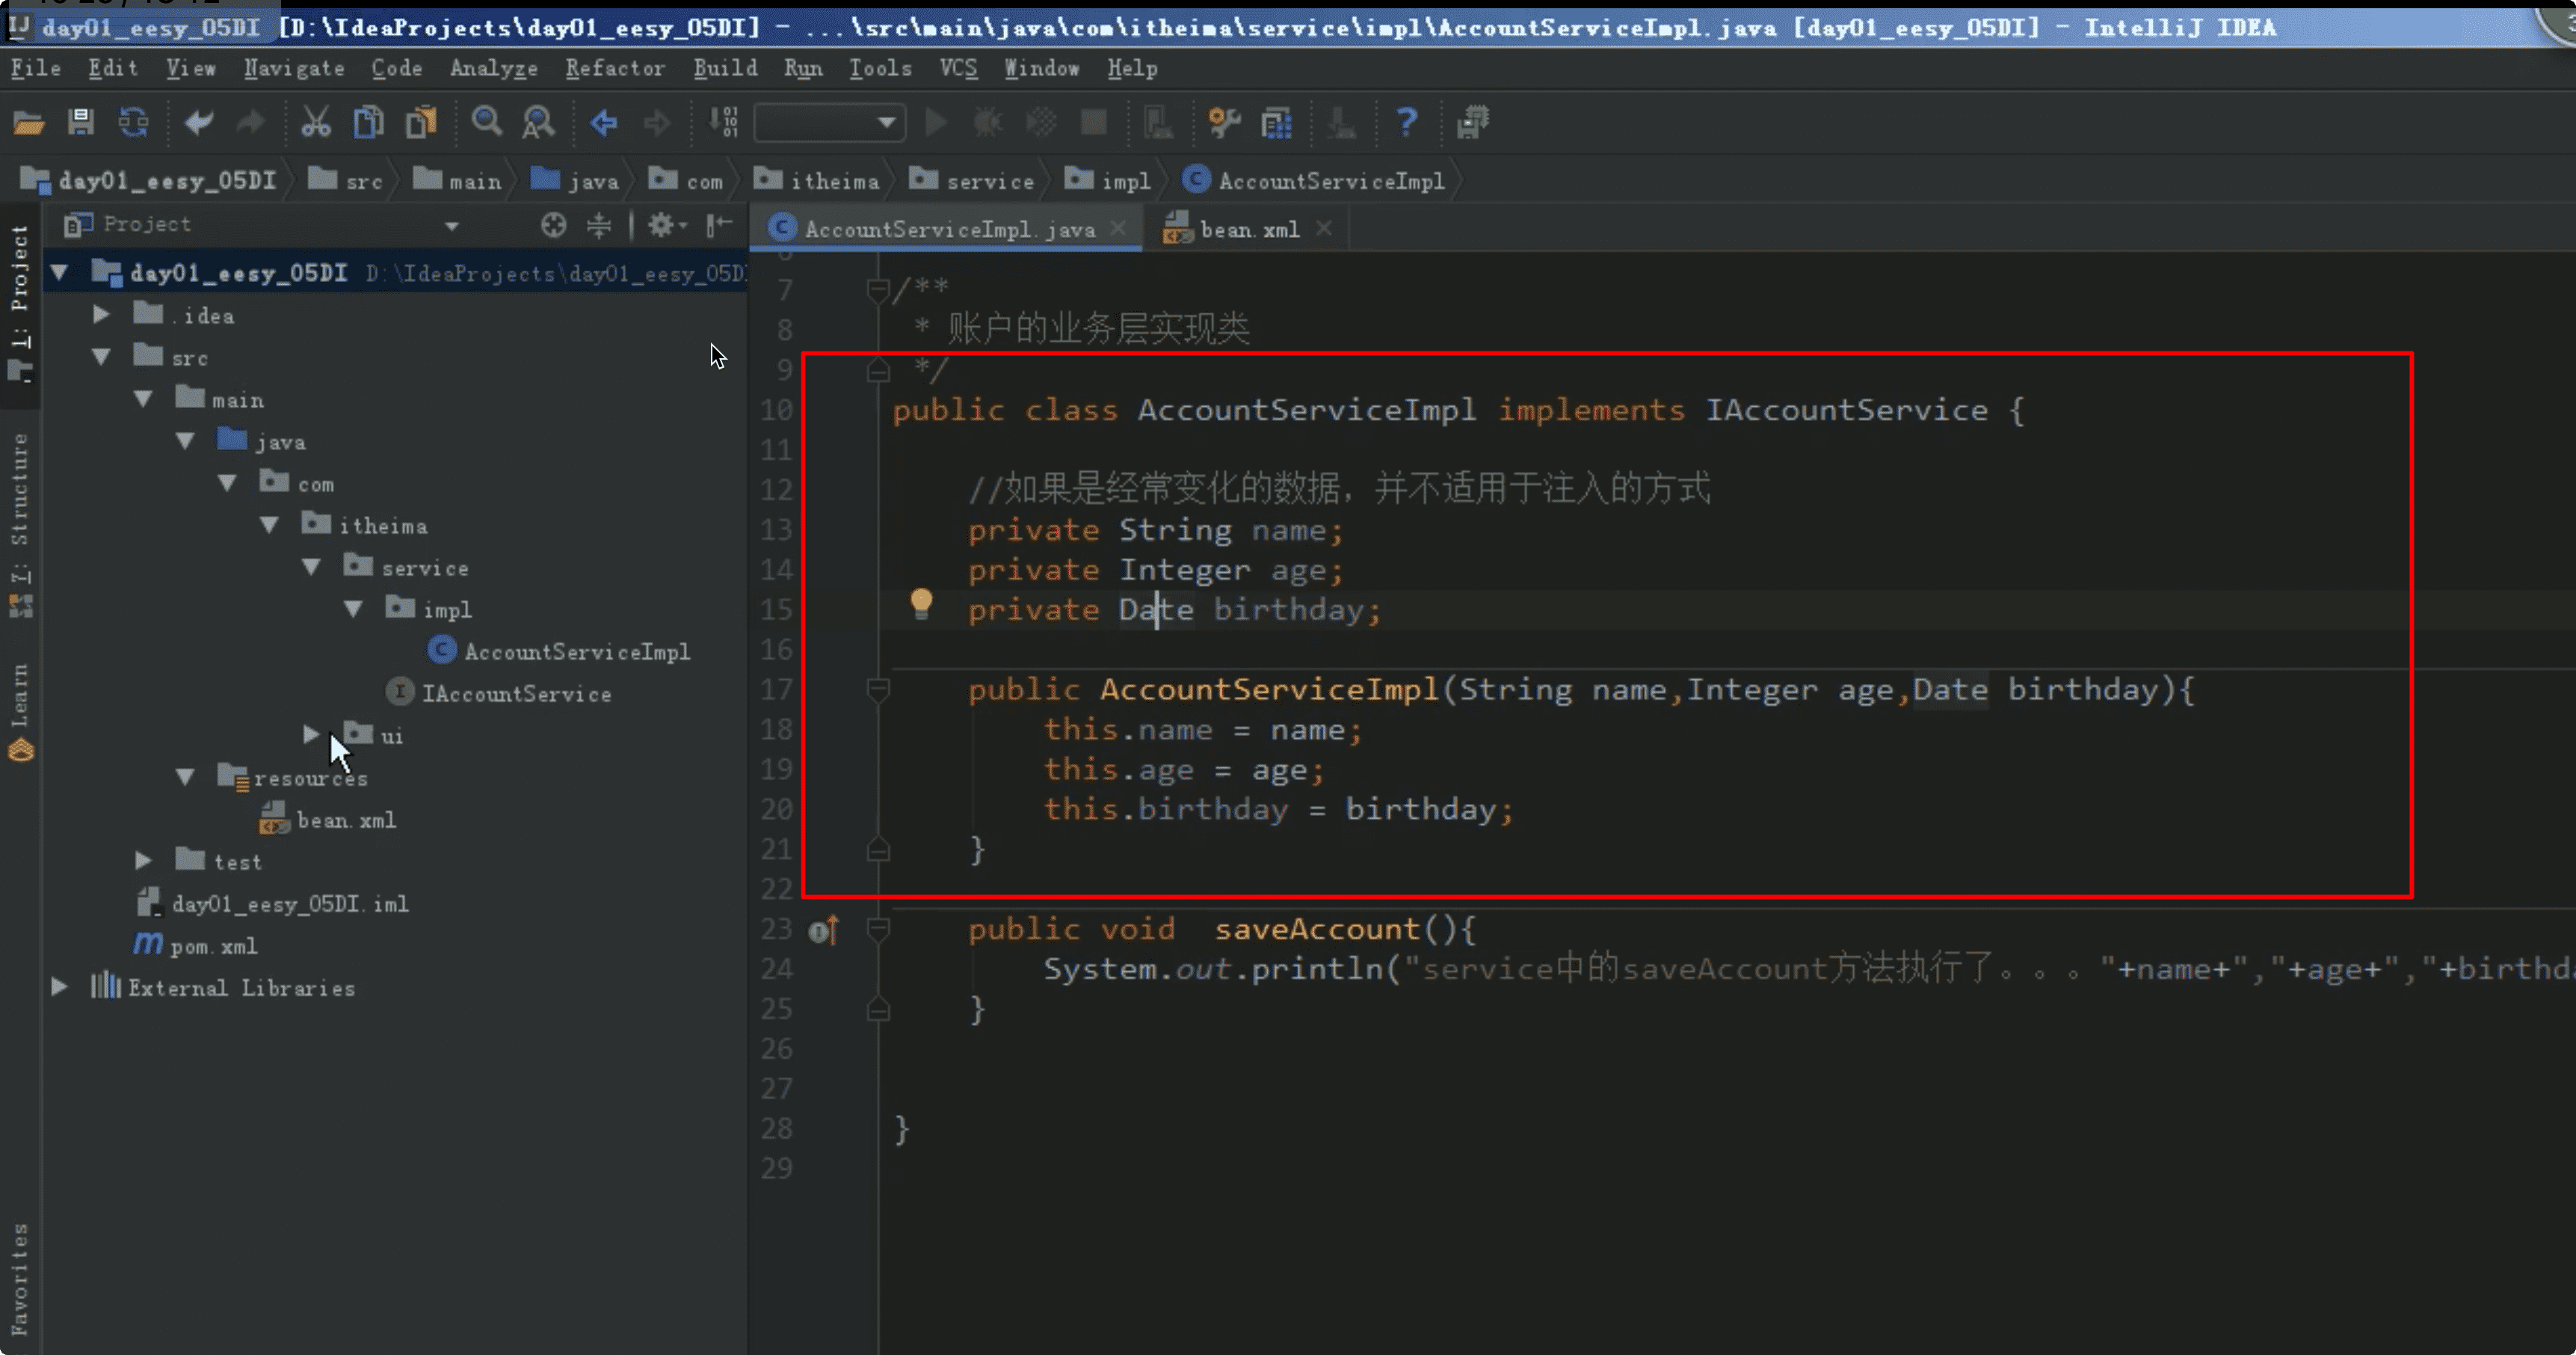 day01_eesy_05DI [D:\IdeaProjects\day01_eesy_05DI] - ...\src\main\java\com\itheima\service\impl\AccountServiceImpl.java [day01_eesy_05DI] - IntelliJ IDEA
File Edit View Navigate Code Analyze Refactor Build Run Tools VCS Window Help
day01_eesy_05DI src main java com itheima service impl AccountServiceImpl
Project
AccountServiceImpl.java bean.xml
1: Project
7: Structure
Learn
Favorites
day01_eesy_05DI D:\IdeaProjects\day01_eesy_05D
.idea
src
main
java
com
itheima
service
impl
AccountServiceImpl
IAccountService
ui
resources
bean.xml
test
day01_eesy_05DI.iml
pom.xml
External Libraries
7 /**
8 * 账户的业务层实现类
9 */
10 public class AccountServiceImpl implements IAccountService {
11
12 //如果是经常变化的数据，并不适用于注入的方式
13 private String name;
14 private Integer age;
15 private Date birthday;
16
17 public AccountServiceImpl(String name,Integer age,Date birthday){
18 this.name = name;
19 this.age = age;
20 this.birthday = birthday;
21 }
22
23 public void saveAccount(){
24 System.out.println("service中的saveAccount方法执行了。。。"+name+","+age+","+birthd
25 }
26
27
28 }
29